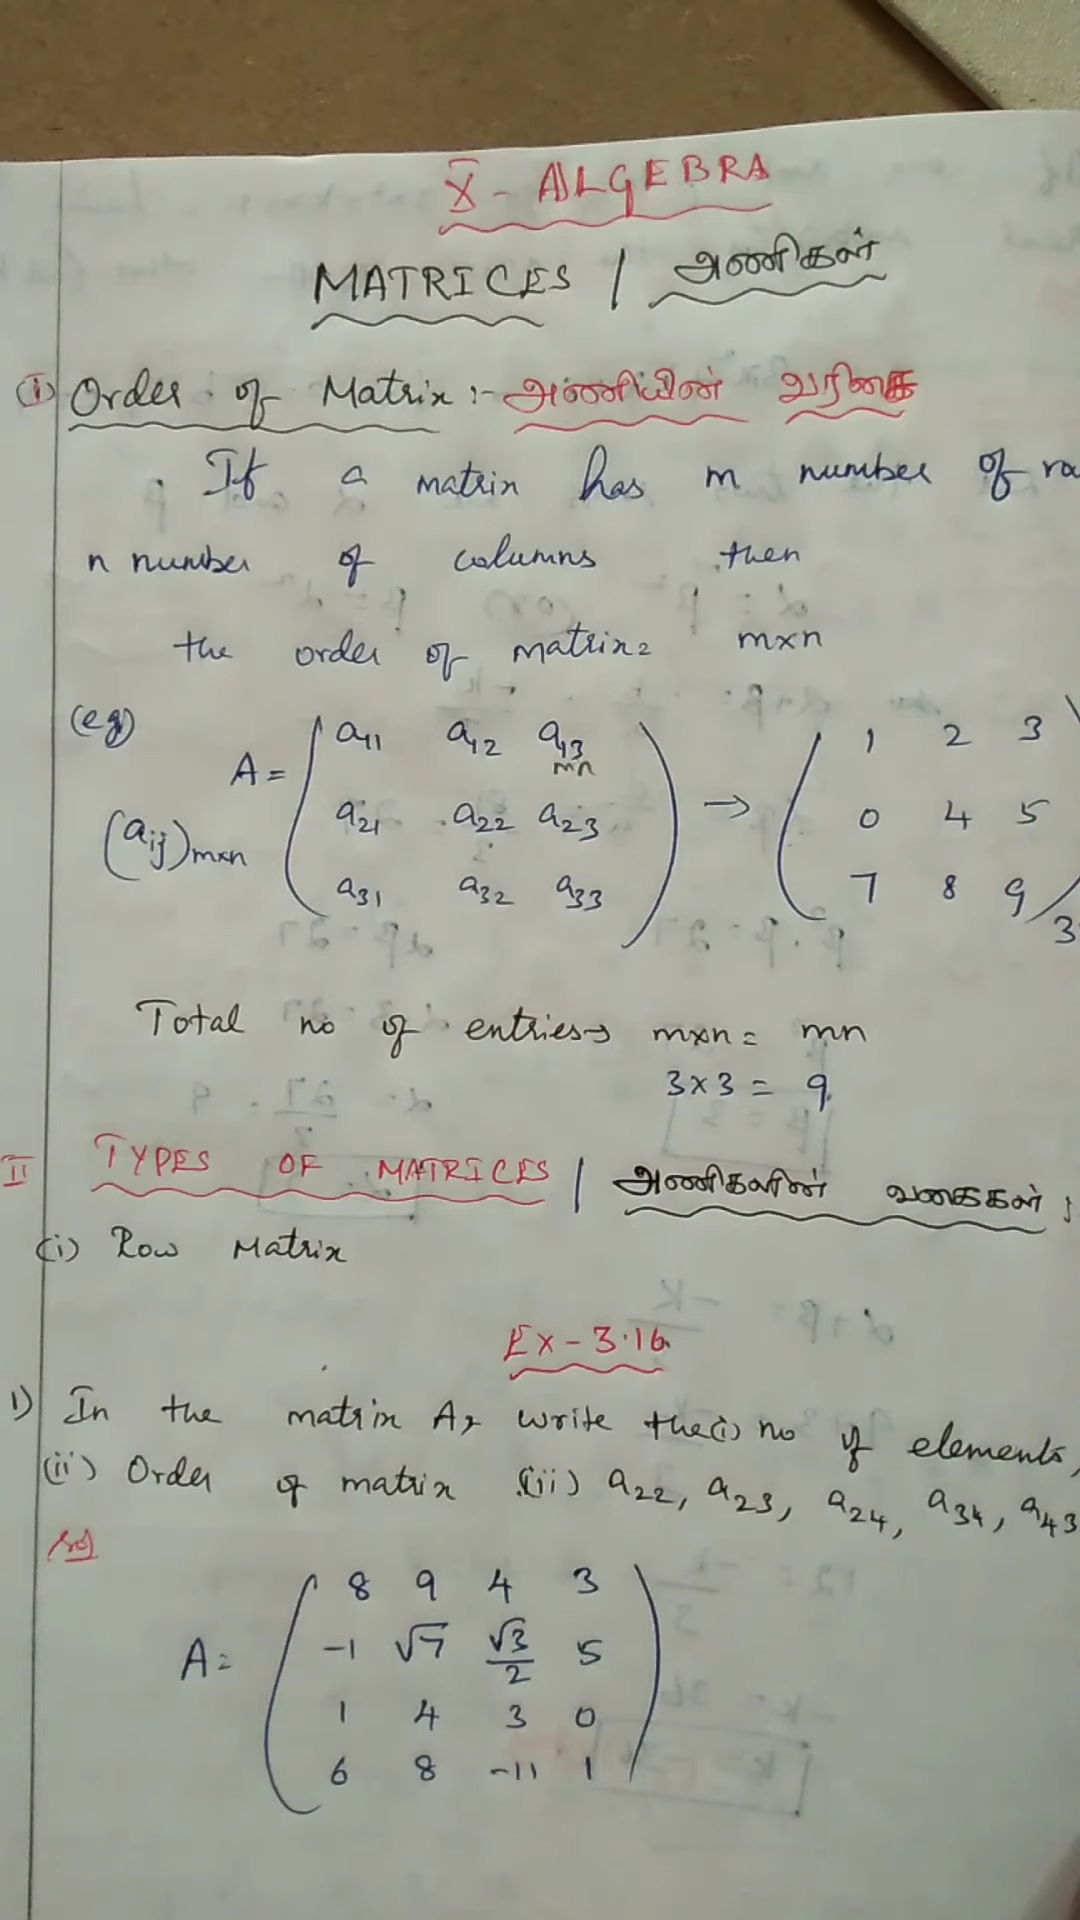 X - ALGEBRA
MATRICES / அணிகள்
(i) Order of Matrix :- அணியின் வரிசை
If a matrix has m number of
n number of columns then
the order of matrix = m×n
(eg) A = ( a11 a12 a13
mn
(aij)m×n a21 a22 a23
a31 a32 a33 ) → ( 1 2 3
0 4 5
7 8 9 ) 3
Total no of entries → m×n = mn
3×3 = 9
II TYPES OF MATRICES / அணிகளின் வகைகள் :
(i) Row Matrix
Ex - 3.16
1) In the matrix A, write the (i) no of elements,
(ii) Order of matrix (iii) a22, a23, a24, a34, a43
A = ( 8 9 4 3
-1 √7 √3/2 5
1 4 3 0
6 8 -11 1 )